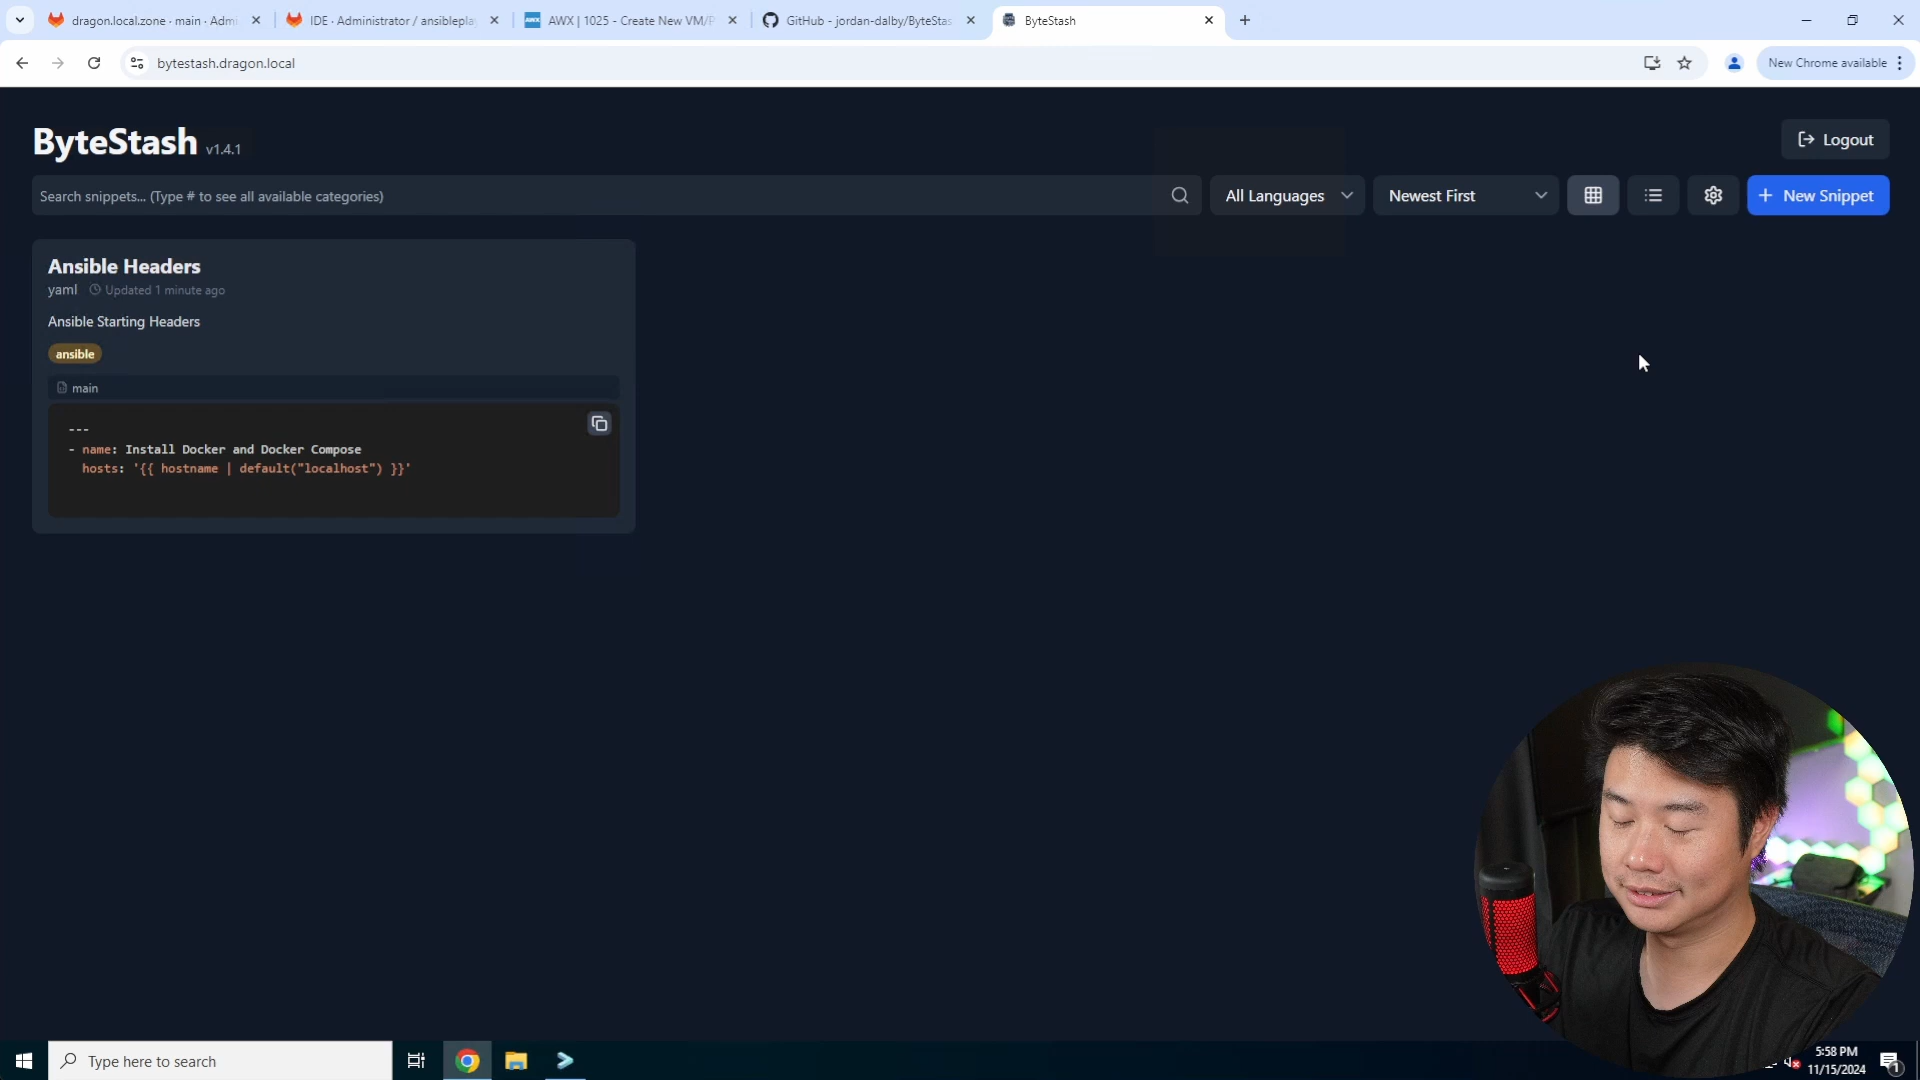 dragon.local.zone · main · Admi
IDE · Administrator / ansiblepla
AWX | 1025 - Create New VM/P
GitHub - jordan-dalby/ByteStas
ByteStash
bytestash.dragon.local
New Chrome available
ByteStash v1.4.1
Logout
Search snippets... (Type # to see all available categories)
All Languages
Newest First
New Snippet
Ansible Headers
yaml Updated 1 minute ago
Ansible Starting Headers
ansible
main
---
- name: Install Docker and Docker Compose
hosts: '{{ hostname | default("localhost") }}'
Type here to search
5:58 PM
11/15/2024
1